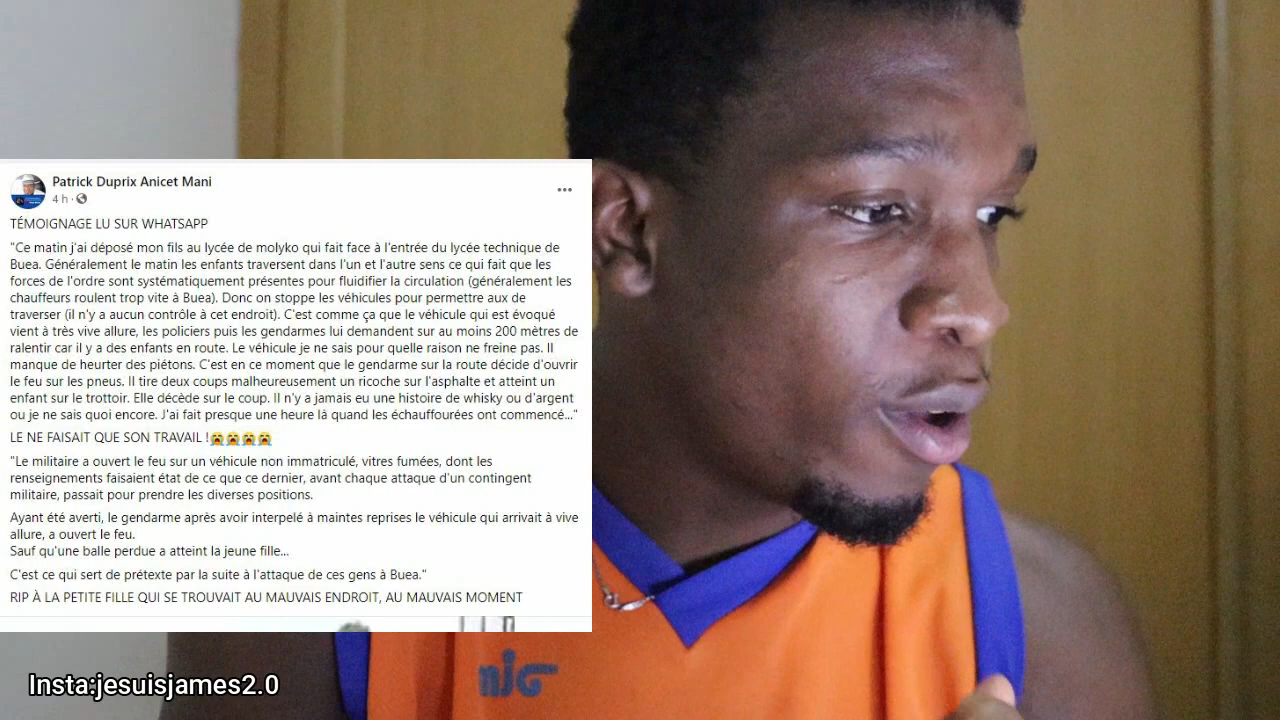 Patrick Duprix Anicet Mani
4 h ·
TÉMOIGNAGE LU SUR WHATSAPP
"Ce matin j'ai déposé mon fils au lycée de molyko qui fait face à l'entrée du lycée technique de
Buea. Généralement le matin les enfants traversent dans l'un et l'autre sens ce qui fait que les
forces de l'ordre sont systématiquement présentes pour fluidifier la circulation (généralement les
chauffeurs roulent trop vite à Buea). Donc on stoppe les véhicules pour permettre aux de
traverser (il n'y a aucun contrôle à cet endroit). C'est comme ça que le véhicule qui est évoqué
vient à très vive allure, les policiers puis les gendarmes lui demandent sur au moins 200 mètres de
ralentir car il y a des enfants en route. Le véhicule je ne sais pour quelle raison ne freine pas. Il
manque de heurter des piétons. C'est en ce moment que le gendarme sur la route décide d'ouvrir
le feu sur les pneus. Il tire deux coups malheureusement un ricoche sur l'asphalte et atteint un
enfant sur le trottoir. Elle décède sur le coup. Il n'y a jamais eu une histoire de whisky ou d'argent
ou je ne sais quoi encore. J'ai fait presque une heure là quand les échauffourées ont commencé..."
LE NE FAISAIT QUE SON TRAVAIL !😭😭😭😭
"Le militaire a ouvert le feu sur un véhicule non immatriculé, vitres fumées, dont les
renseignements faisaient état de ce que ce dernier, avant chaque attaque d'un contingent
militaire, passait pour prendre les diverses positions.
Ayant été averti, le gendarme après avoir interpelé à maintes reprises le véhicule qui arrivait à vive
allure, a ouvert le feu.
Sauf qu'une balle perdue a atteint la jeune fille...
C'est ce qui sert de prétexte par la suite à l'attaque de ces gens à Buea."
RIP À LA PETITE FILLE QUI SE TROUVAIT AU MAUVAIS ENDROIT, AU MAUVAIS MOMENT
Insta:jesuisjames2.0